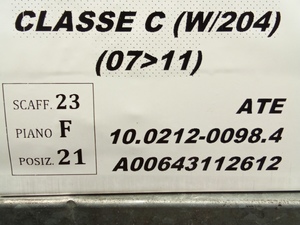 CLASSE C (W/204)
(07>11)
SCAFF. 23
PIANO F
POSIZ. 21
ATE
10.0212-0098.4
A00643112612